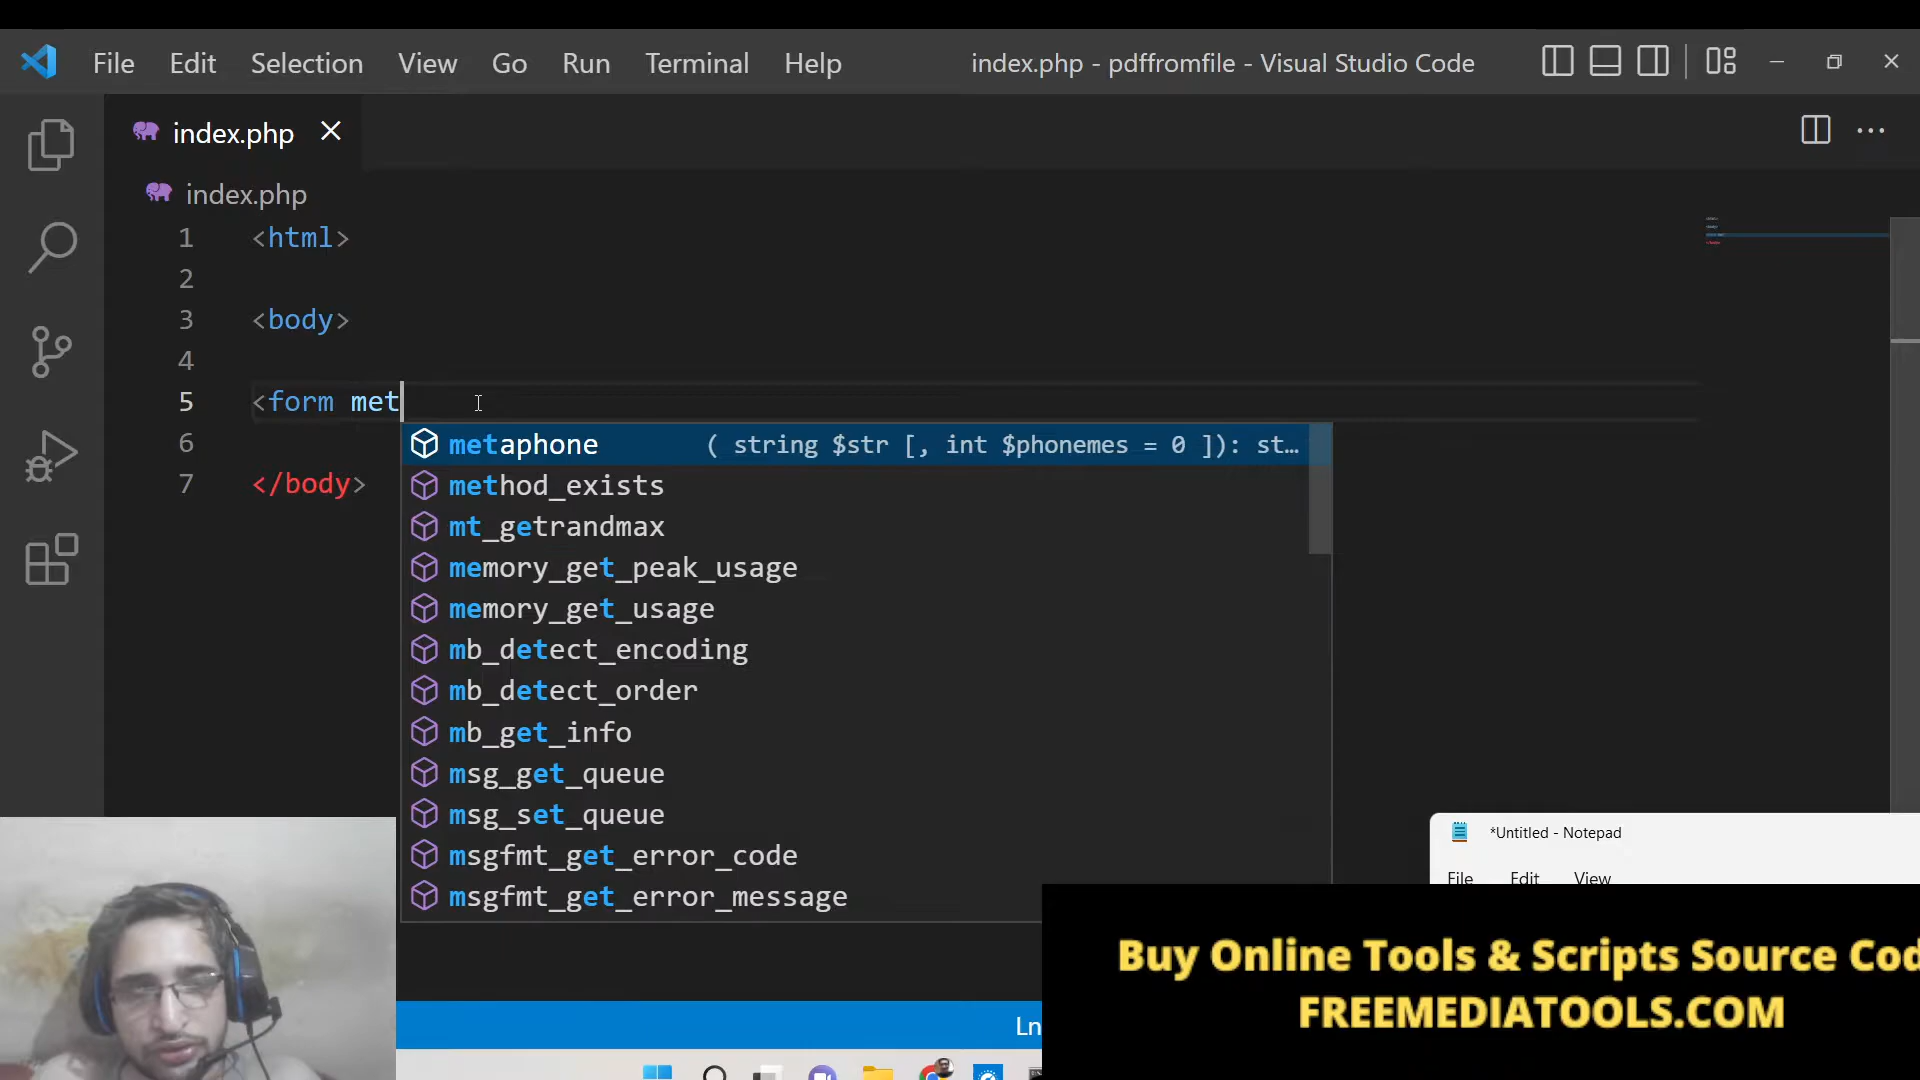 File Edit Selection View Go Run Terminal Help index.php - pdffromfile - Visual Studio Code
index.php
index.php
1 <html>
2
3 <body>
4
5 <form met
6
7 </body>
metaphone ( string $str [, int $phonemes = 0 ]): st…
method_exists
mt_getrandmax
memory_get_peak_usage
memory_get_usage
mb_detect_encoding
mb_detect_order
mb_get_info
msg_get_queue
msg_set_queue
msgfmt_get_error_code
msgfmt_get_error_message
*Untitled - Notepad
File Edit View
Buy Online Tools & Scripts Source Cod
FREEMEDIATOOLS.COM
Ln